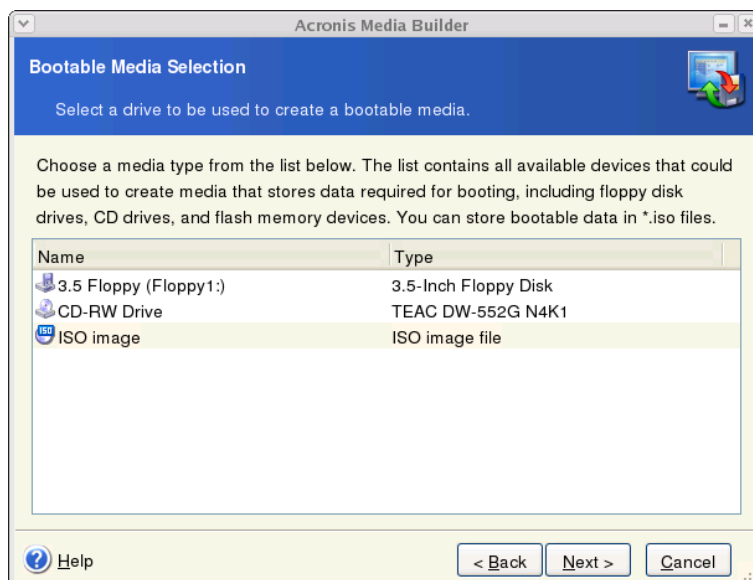 Acronis Media Builder
Bootable Media Selection
Select a drive to be used to create a bootable media.
Choose a media type from the list below. The list contains all available devices that could
be used to create media that stores data required for booting, including floppy disk
drives, CD drives, and flash memory devices. You can store bootable data in *.iso files.
Name Type
3.5 Floppy (Floppy1:) 3.5-Inch Floppy Disk
CD-RW Drive TEAC DW-552G N4K1
ISO ISO image ISO image file
? Help < Back Next > Cancel